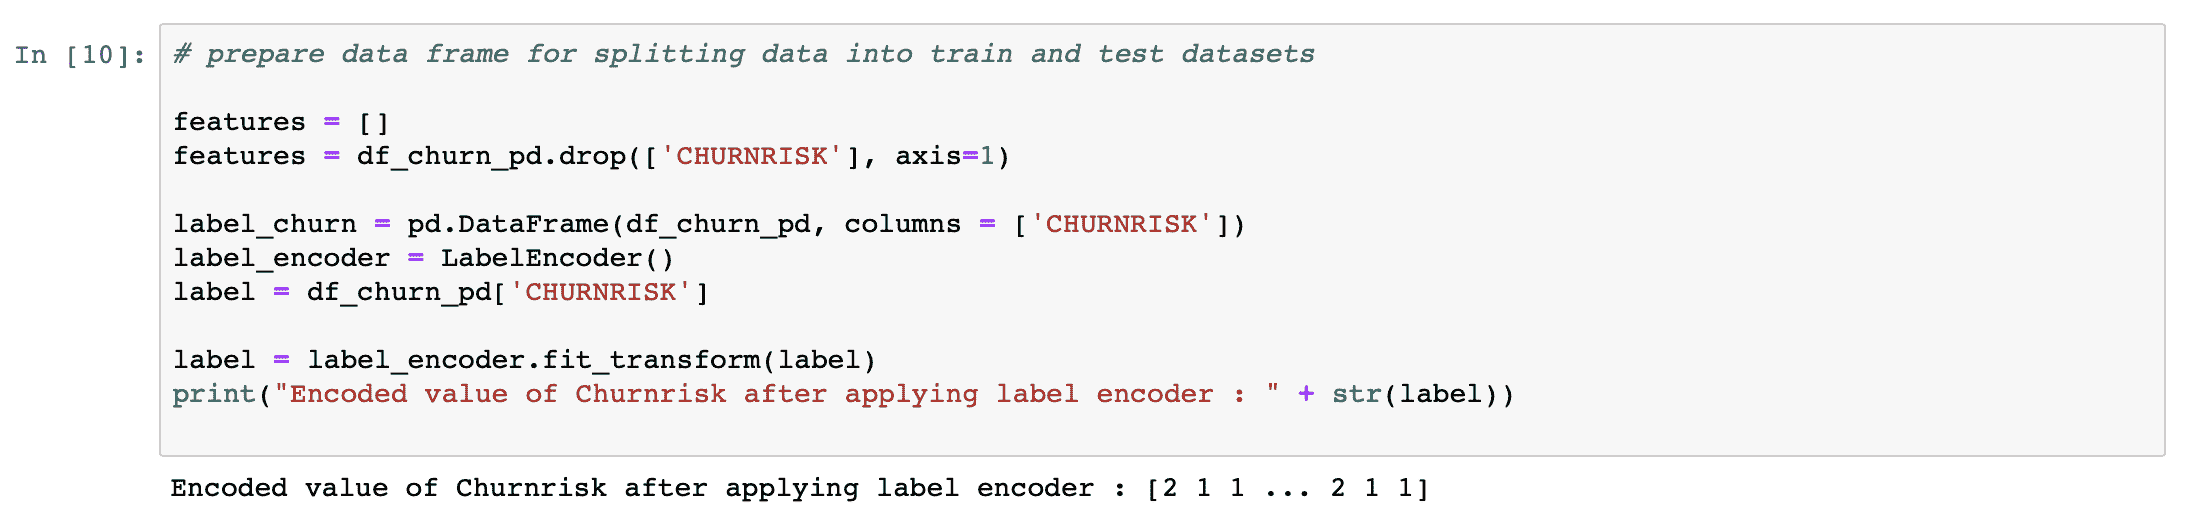 In [10]: # prepare data frame for splitting data into train and test datasets
features = []
features = df_churn_pd.drop(['CHURNRISK'], axis=1)
label_churn = pd.DataFrame(df_churn_pd, columns = ['CHURNRISK'])
label_encoder = LabelEncoder()
label = df_churn_pd['CHURNRISK']
label = label_encoder.fit_transform(label)
print("Encoded value of Churnrisk after applying label encoder : " + str(label))
Encoded value of Churnrisk after applying label encoder : [2 1 1 ... 2 1 1]